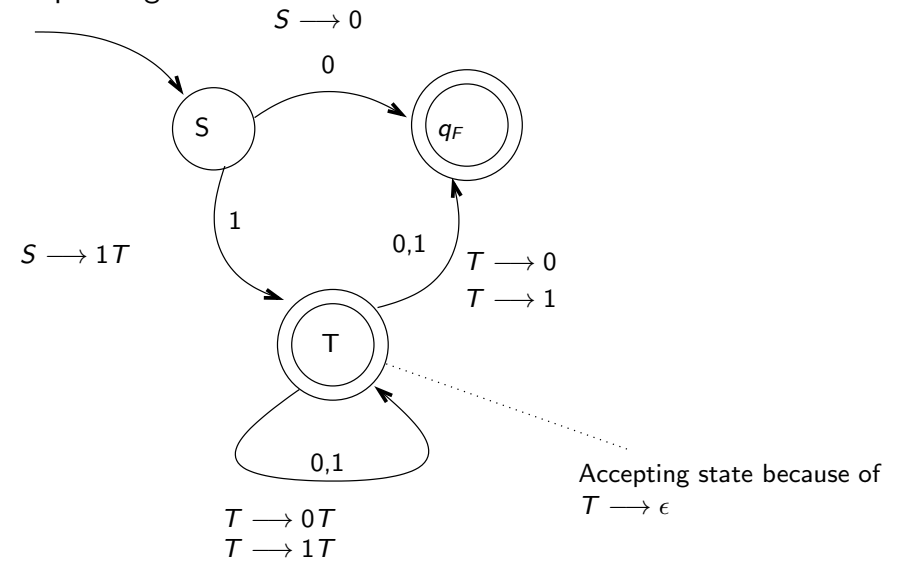 S ⟶ 0
0
S
q_F
1
0,1
S ⟶ 1T
T ⟶ 0
T ⟶ 1
T
0,1
Accepting state because of
T ⟶ ϵ
T ⟶ 0T
T ⟶ 1T